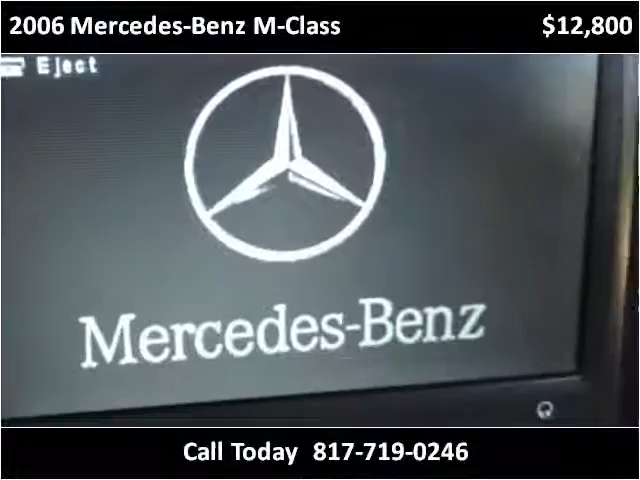 2006 Mercedes-Benz M-Class $12,800
Eject
Mercedes-Benz
Call Today 817-719-0246